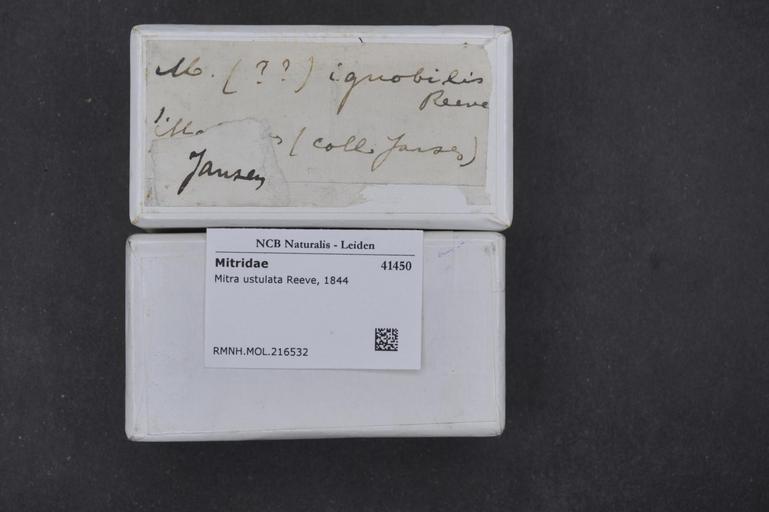 M. (??) ignobilis
Reeve
(coll. Jansen)
Jansen
NCB Naturalis - Leiden
Mitridae 41450
Mitra ustulata Reeve, 1844
RMNH.MOL.216532